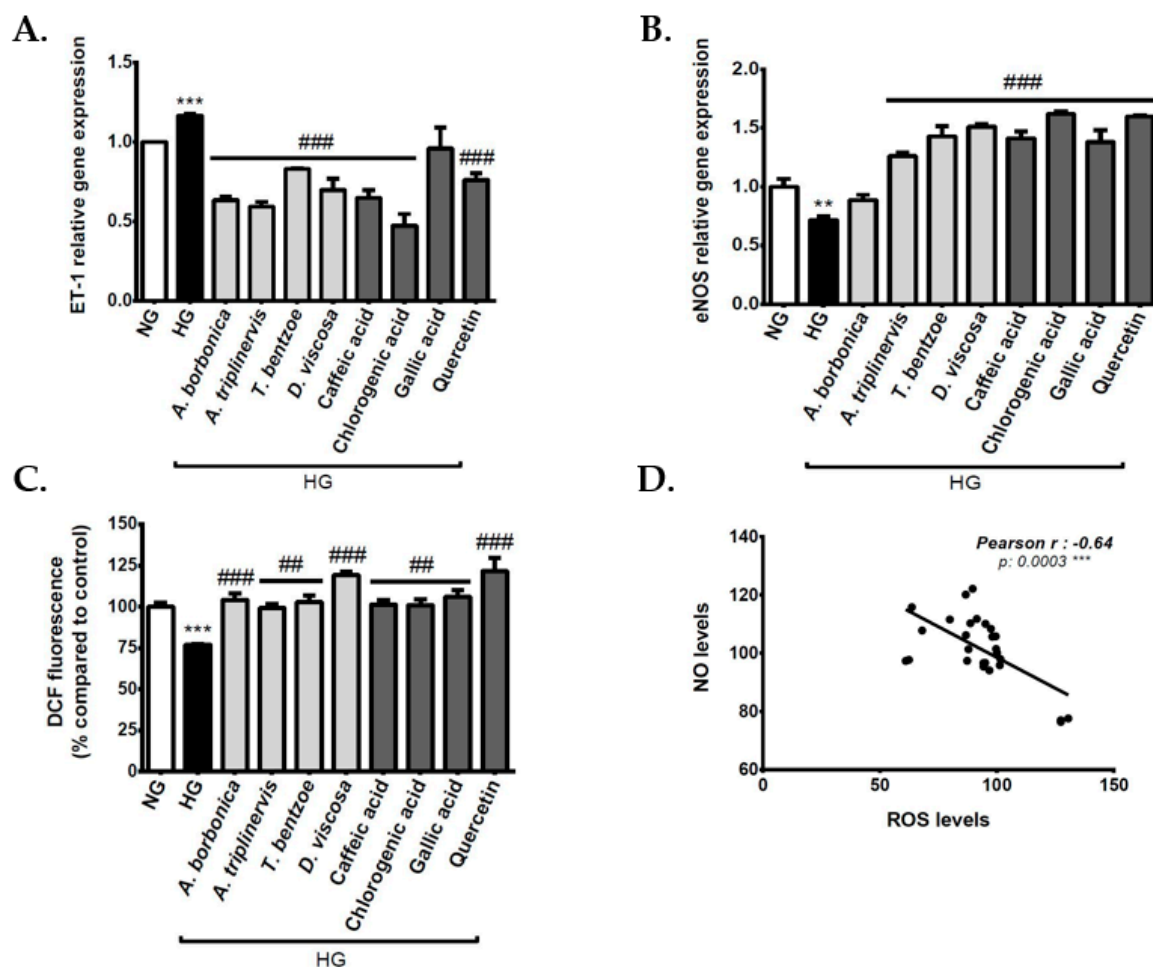 A.
ET-1 relative gene expression
1.5
1.0
0.5
0.0
***
###
###
NG
HG
A. borbonica
A. triplinervis
T. bentzoe
D. viscosa
Caffeic acid
Chlorogenic acid
Gallic acid
Quercetin
HG
B.
eNOS relative gene expression
2.0
1.5
1.0
0.5
0.0
**
###
NG
HG
A. borbonica
A. triplinervis
T. bentzoe
D. viscosa
Caffeic acid
Chlorogenic acid
Gallic acid
Quercetin
HG
C.
DCF fluorescence
(% compared to control)
150
125
100
75
50
25
0
***
###
##
###
##
###
NG
HG
A. borbonica
A. triplinervis
T. bentzoe
D. viscosa
Caffeic acid
Chlorogenic acid
Gallic acid
Quercetin
HG
D.
NO levels
140
120
100
80
60
Pearson r : -0.64
p: 0.0003 ***
0
50
100
150
ROS levels